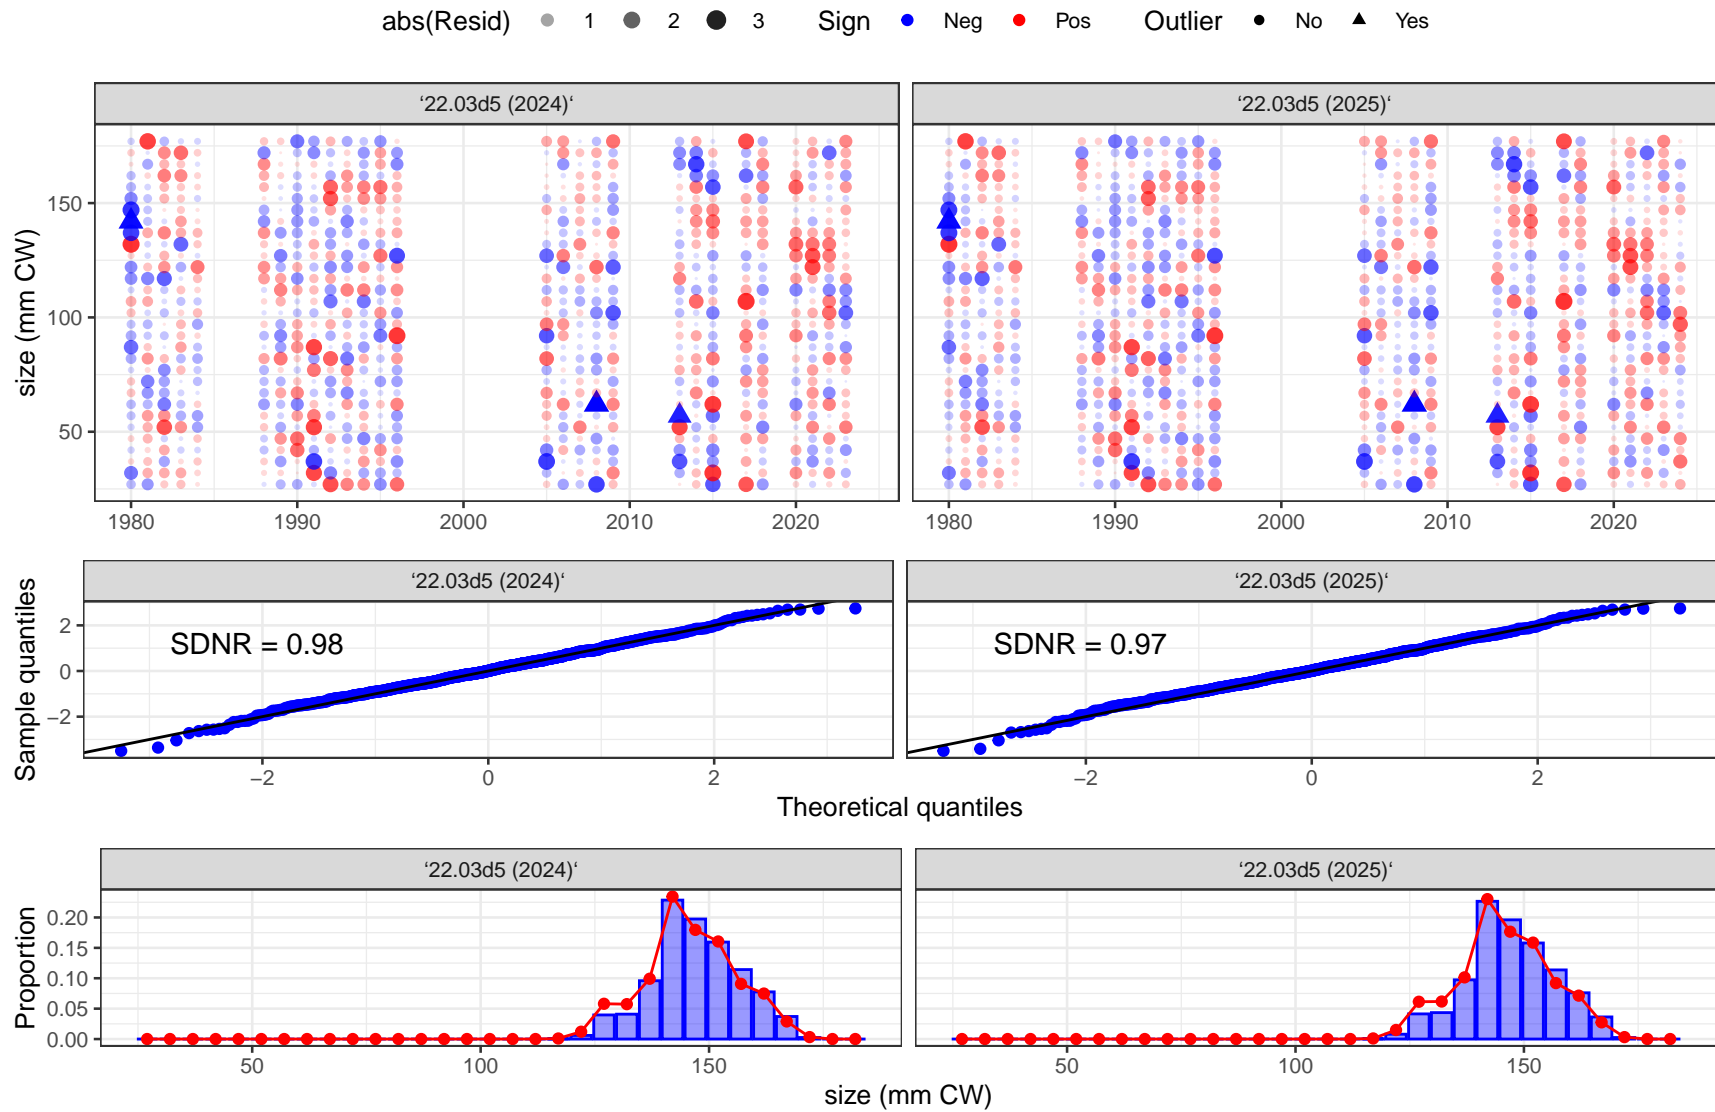 abs(Resid) 1 2 3 Sign Neg Pos Outlier No Yes
‘22.03d5 (2024)‘ ‘22.03d5 (2025)‘
size (mm CW)
150
100
50
1980 1990 2000 2010 2020 1980 1990 2000 2010 2020
‘22.03d5 (2024)‘ ‘22.03d5 (2025)‘
Sample quantiles
2
0
−2
SDNR = 0.98 SDNR = 0.97
−2 0 2 −2 0 2
Theoretical quantiles
‘22.03d5 (2024)‘ ‘22.03d5 (2025)‘
Proportion
0.20
0.15
0.10
0.05
0.00
50 100 150 50 100 150
size (mm CW)